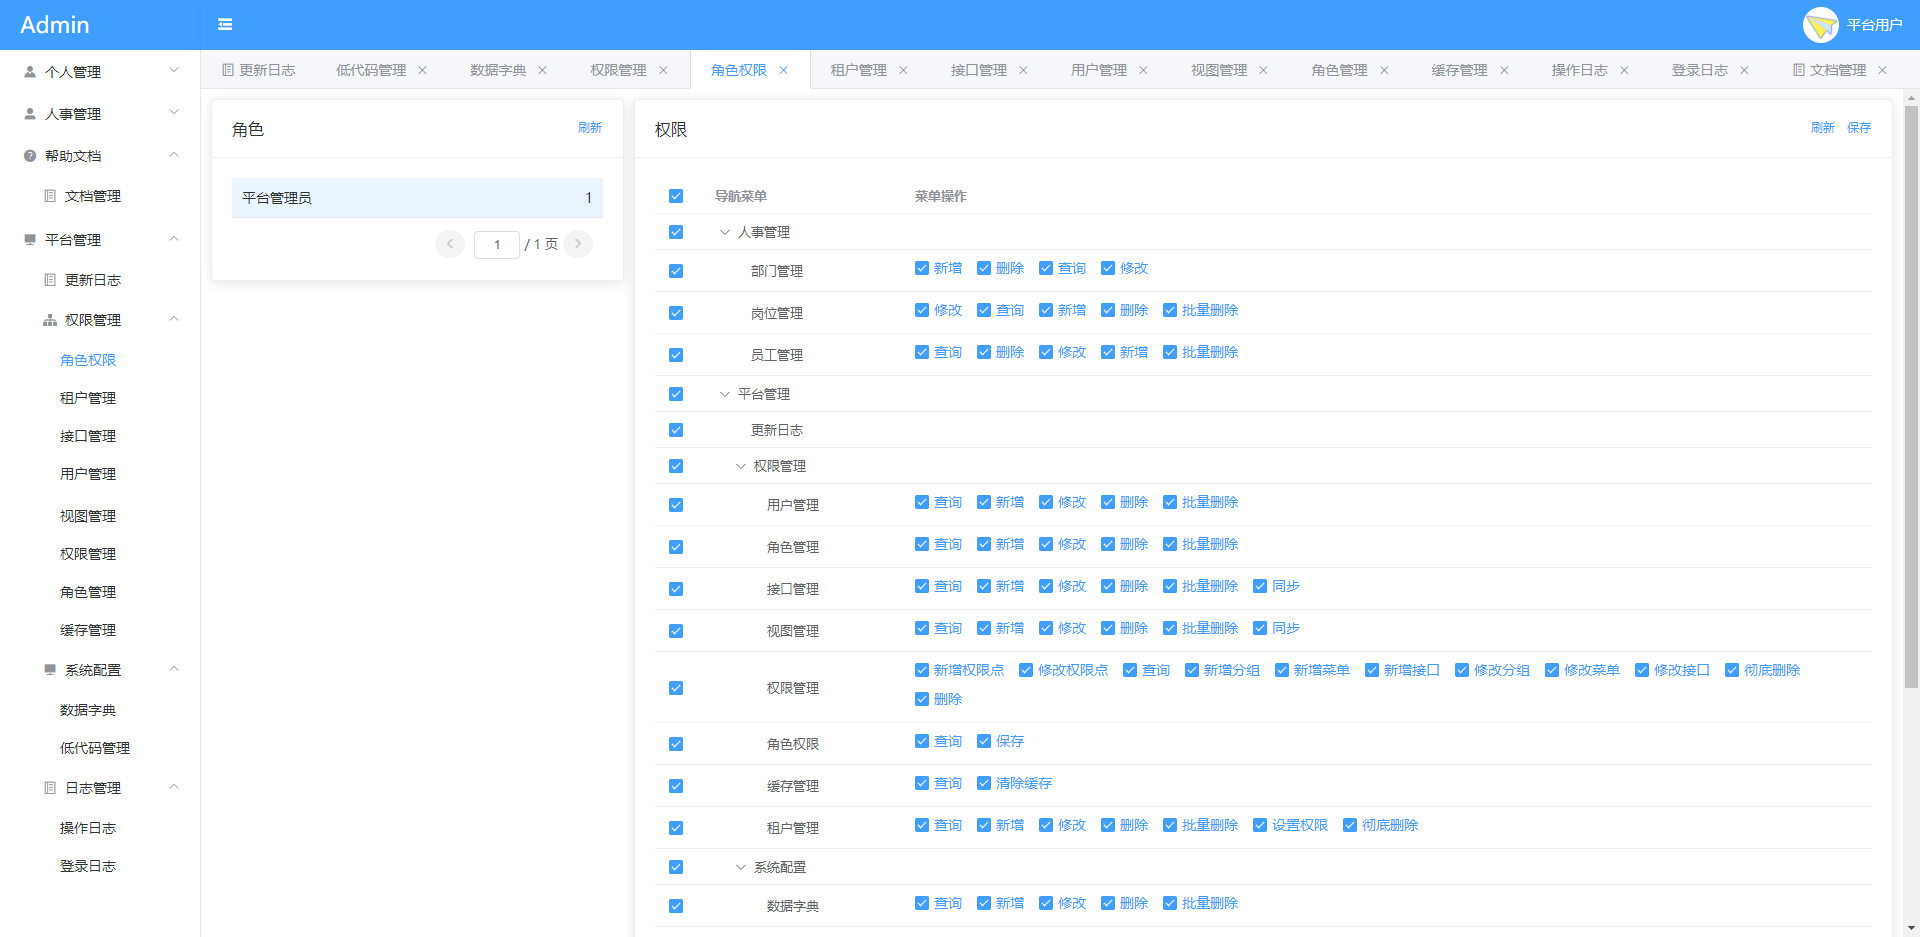 Admin
平台用户
个人管理
人事管理
帮助文档
文档管理
平台管理
更新日志
权限管理
角色权限
租户管理
接口管理
用户管理
视图管理
权限管理
角色管理
缓存管理
系统配置
数据字典
低代码管理
日志管理
操作日志
登录日志
更新日志 低代码管理 数据字典 权限管理 角色权限 租户管理 接口管理 用户管理 视图管理 角色管理 缓存管理 操作日志 登录日志 文档管理
角色 刷新
平台管理员 1
1 / 1 页
权限 刷新 保存
导航菜单 菜单操作
人事管理
部门管理 新增 删除 查询 修改
岗位管理 修改 查询 新增 删除 批量删除
员工管理 查询 删除 修改 新增 批量删除
平台管理
更新日志
权限管理
用户管理 查询 新增 修改 删除 批量删除
角色管理 查询 新增 修改 删除 批量删除
接口管理 查询 新增 修改 删除 批量删除 同步
视图管理 查询 新增 修改 删除 批量删除 同步
权限管理 新增权限点 修改权限点 查询 新增分组 新增菜单 新增接口 修改分组 修改菜单 修改接口 彻底删除
删除
角色权限 查询 保存
缓存管理 查询 清除缓存
租户管理 查询 新增 修改 删除 批量删除 设置权限 彻底删除
系统配置
数据字典 查询 新增 修改 删除 批量删除